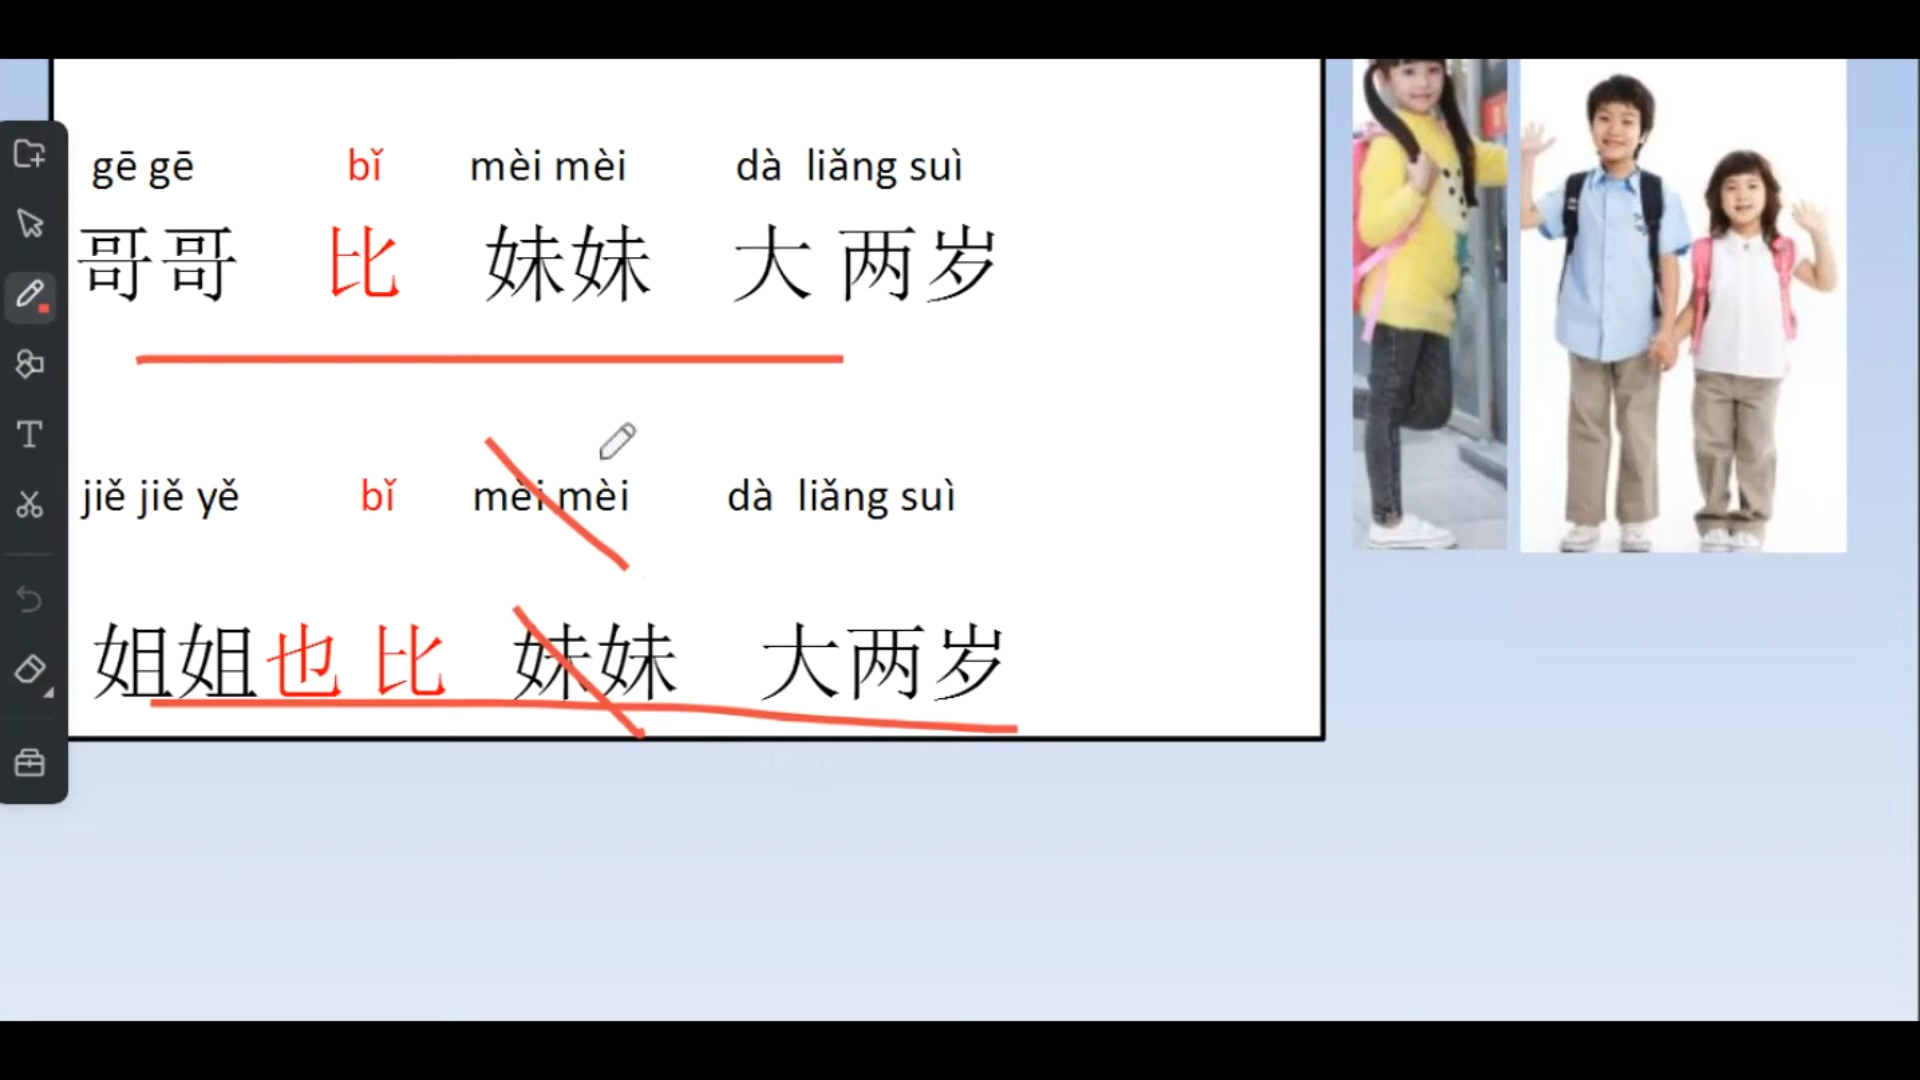 gē gē bǐ mèi mèi dà liǎng suì
哥哥 比 妹妹 大 两岁
jiě jiě yě bǐ mèi mèi dà liǎng suì
姐姐也 比 妹妹 大两岁